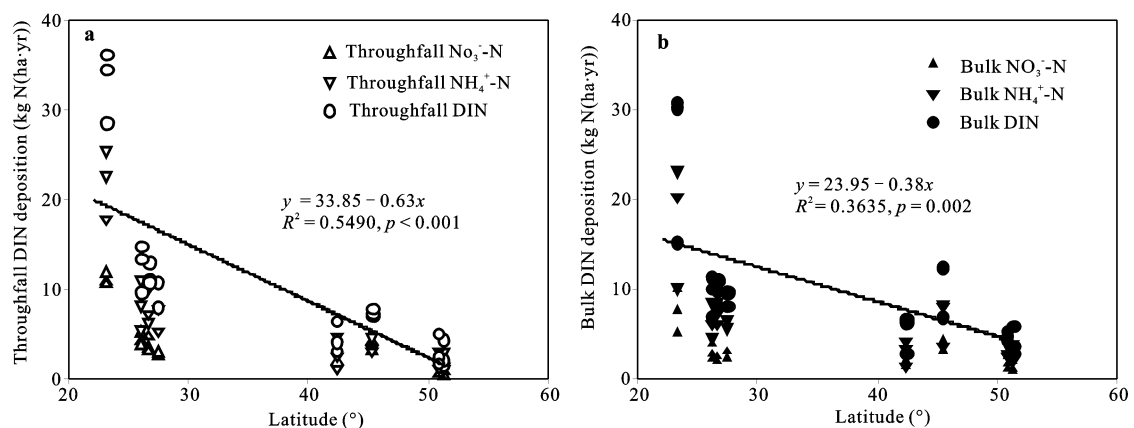 a
Throughfall No₃⁻-N
Throughfall NH₄⁺-N
Throughfall DIN
y = 33.85 − 0.63x
R² = 0.5490, p < 0.001
Throughfall DIN deposition (kg N(ha·yr))
40
30
20
10
0
20 30 40 50 60
Latitude (°)
b
Bulk NO₃⁻-N
Bulk NH₄⁺-N
Bulk DIN
y = 23.95 − 0.38x
R² = 0.3635, p = 0.002
Bulk DIN deposition (kg N(ha·yr))
40
30
20
10
0
20 30 40 50 60
Latitude (°)